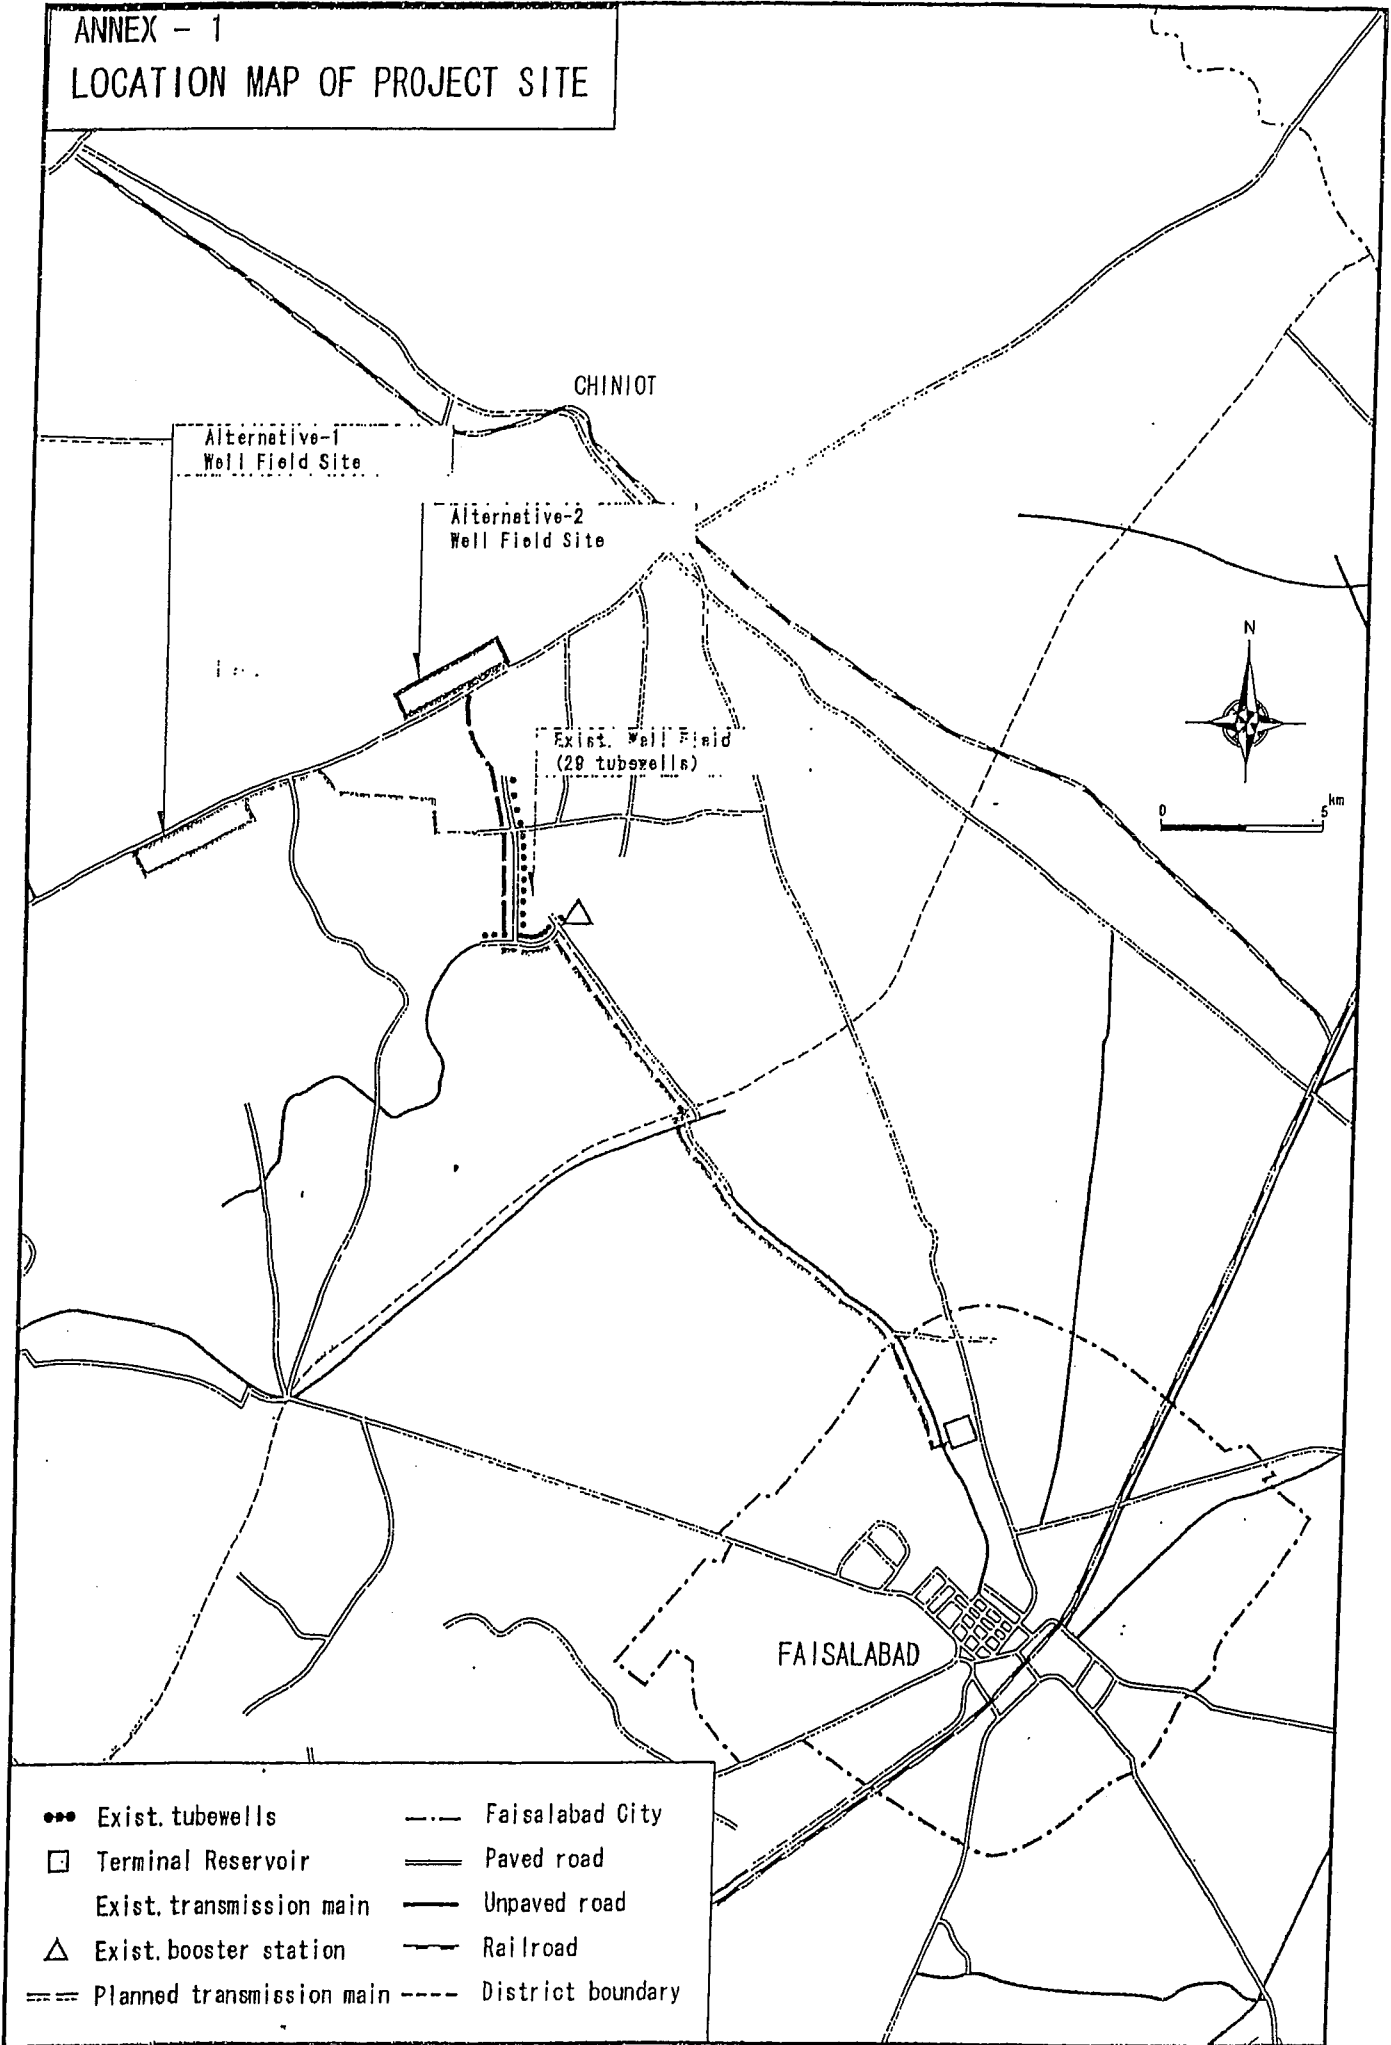 ANNEX - 1
LOCATION MAP OF PROJECT SITE
CHINIOT
Alternative-1
Well Field Site
Alternative-2
Well Field Site
Exist. Well Field
(29 tubewells)
N
0 5 km
FAISALABAD
Exist. tubewells
Terminal Reservoir
Exist. transmission main
Exist. booster station
Planned transmission main
Faisalabad City
Paved road
Unpaved road
Railroad
District boundary